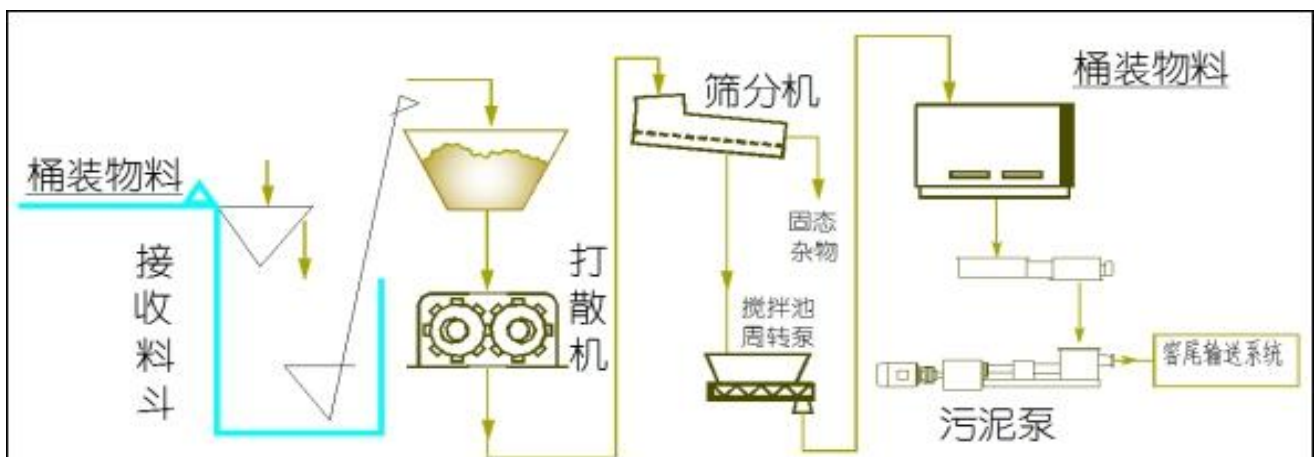 桶装物料
接收料斗
打散机
筛分机
固态
杂物
搅拌池
周转泵
桶装物料
污泥泵
窑尾输送系统